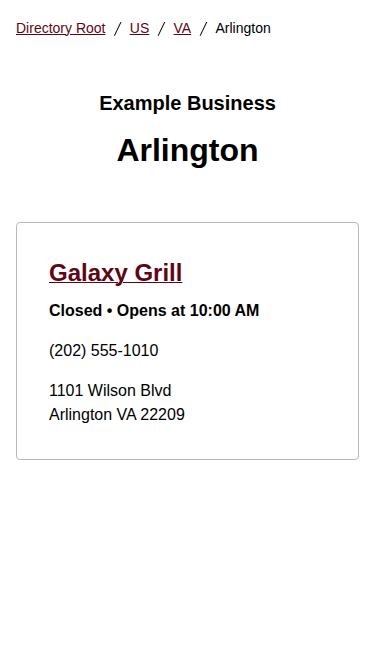 Directory Root / US / VA / Arlington
Example Business
Arlington
Galaxy Grill
Closed • Opens at 10:00 AM
(202) 555-1010
1101 Wilson Blvd
Arlington VA 22209